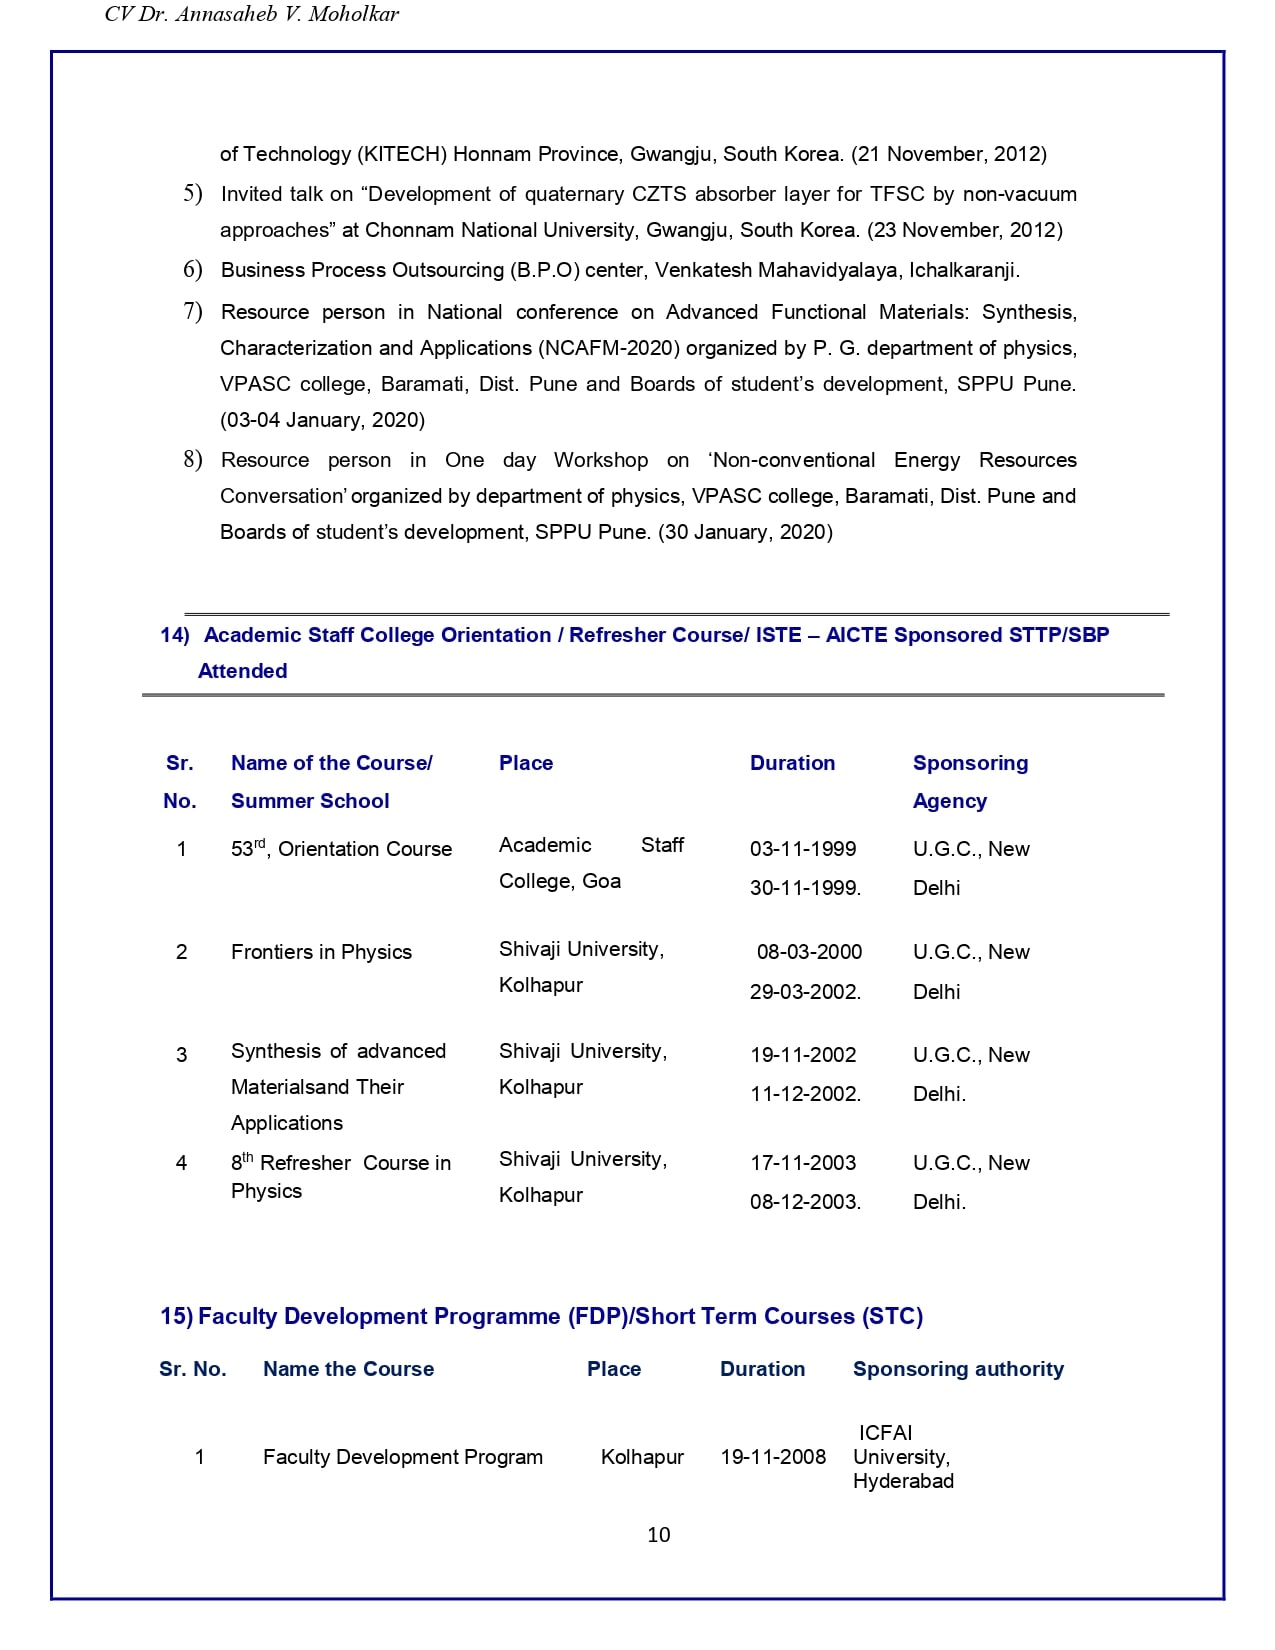 CV Dr. Annasaheb V. Moholkar
of Technology (KITECH) Honnam Province, Gwangju, South Korea. (21 November, 2012)
5) Invited talk on “Development of quaternary CZTS absorber layer for TFSC by non-vacuum
approaches” at Chonnam National University, Gwangju, South Korea. (23 November, 2012)
6) Business Process Outsourcing (B.P.O) center, Venkatesh Mahavidyalaya, Ichalkaranji.
7) Resource person in National conference on Advanced Functional Materials: Synthesis,
Characterization and Applications (NCAFM-2020) organized by P. G. department of physics,
VPASC college, Baramati, Dist. Pune and Boards of student’s development, SPPU Pune.
(03-04 January, 2020)
8) Resource person in One day Workshop on ‘Non-conventional Energy Resources
Conversation’ organized by department of physics, VPASC college, Baramati, Dist. Pune and
Boards of student’s development, SPPU Pune. (30 January, 2020)
14) Academic Staff College Orientation / Refresher Course/ ISTE – AICTE Sponsored STTP/SBP
Attended
Sr. Name of the Course/ Place Duration Sponsoring
No. Summer School Agency
1 53rd, Orientation Course Academic Staff 03-11-1999 U.G.C., New
College, Goa 30-11-1999. Delhi
2 Frontiers in Physics Shivaji University, 08-03-2000 U.G.C., New
Kolhapur 29-03-2002. Delhi
3 Synthesis of advanced Shivaji University, 19-11-2002 U.G.C., New
Materialsand Their Kolhapur 11-12-2002. Delhi.
Applications
4 8th Refresher Course in Shivaji University, 17-11-2003 U.G.C., New
Physics Kolhapur 08-12-2003. Delhi.
15) Faculty Development Programme (FDP)/Short Term Courses (STC)
Sr. No. Name the Course Place Duration Sponsoring authority
ICFAI
1 Faculty Development Program Kolhapur 19-11-2008 University,
Hyderabad
10